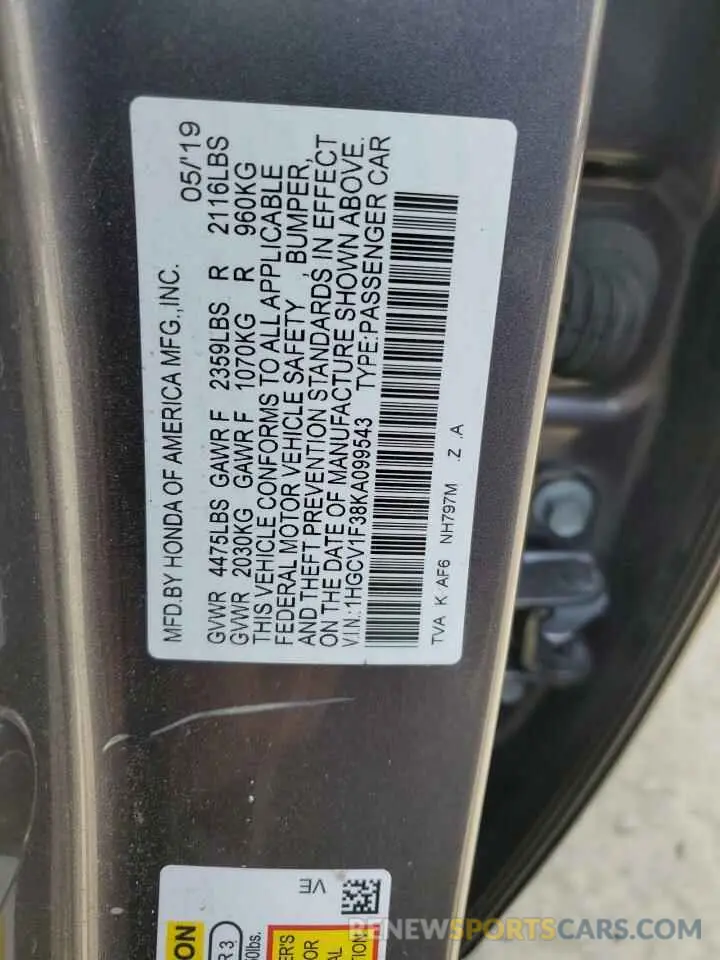 MFD.BY HONDA OF AMERICA MFG.,INC. 05/'19
GVWR 4475LBS GAWR F 2359LBS R 2116LBS
GVWR 2030KG GAWR F 1070KG R 960KG
THIS VEHICLE CONFORMS TO ALL APPLICABLE
FEDERAL MOTOR VEHICLE SAFETY , BUMPER,
AND THEFT PREVENTION STANDARDS IN EFFECT
ON THE DATE OF MANUFACTURE SHOWN ABOVE.
V.I.N.:1HGCV1F38KA099543 TYPE:PASSENGER CAR
TVA K AF6 NH797M .Z .A
VE
RENEWSPORTSCARS.COM